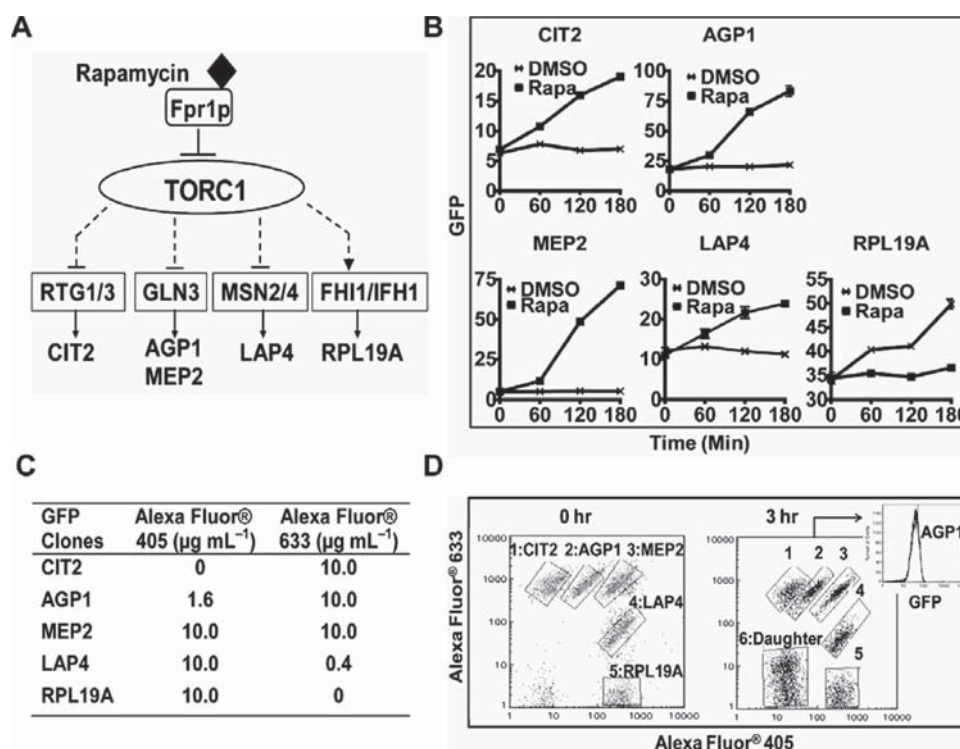 A
Rapamycin
Fpr1p
TORC1
RTG1/3 GLN3 MSN2/4 FHI1/IFH1
CIT2 AGP1 LAP4 RPL19A
MEP2
B
CIT2 AGP1
20 DMSO 100 DMSO
Rapa Rapa
15 75
10 50
5 25
0 0
0 60 120 180 0 60 120 180
GFP
MEP2 LAP4 RPL19A
75 DMSO 30 DMSO 50 DMSO
Rapa Rapa Rapa
50 20 45
25 10 40
35
0 0 30
0 60 120 180 0 60 120 180 0 60 120 180
Time (Min)
C
GFP Alexa Fluor® Alexa Fluor®
Clones 405 (µg mL–1) 633 (µg mL–1)
CIT2 0 10.0
AGP1 1.6 10.0
MEP2 10.0 10.0
LAP4 10.0 0.4
RPL19A 10.0 0
D
0 hr 3 hr
AGP1
GFP
1:CIT2 2:AGP1 3:MEP2 1 2 3
4:LAP4 4
5:RPL19A 6:Daughter 5
10000 1000 100 10 1
1 10 100 1000 10000
10000 1000 100 10 1
1 10 100 1000 10000
Alexa Fluor® 633
Alexa Fluor® 405